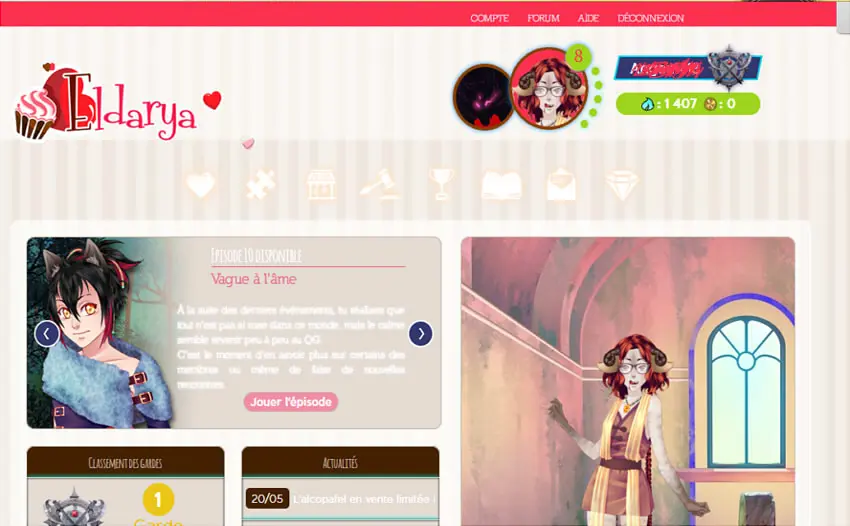 COMPTE FORUM AIDE DÉCONNEXION
8
Eldarya
: 1 407 : 0
Episode 10 disponible
Vague à l'âme
À la suite des derniers événements, tu réalises que
tout n'est pas si rose dans ce monde, mais le calme
semble revenir peu à peu au QG.
C'est le moment d'en savoir plus sur certains des
membres ou même de faire de nouvelles
rencontres.
Jouer l'épisode
Classement des gardes
Actualités
1
Garde
20/05 L'alcopafel en vente limitée